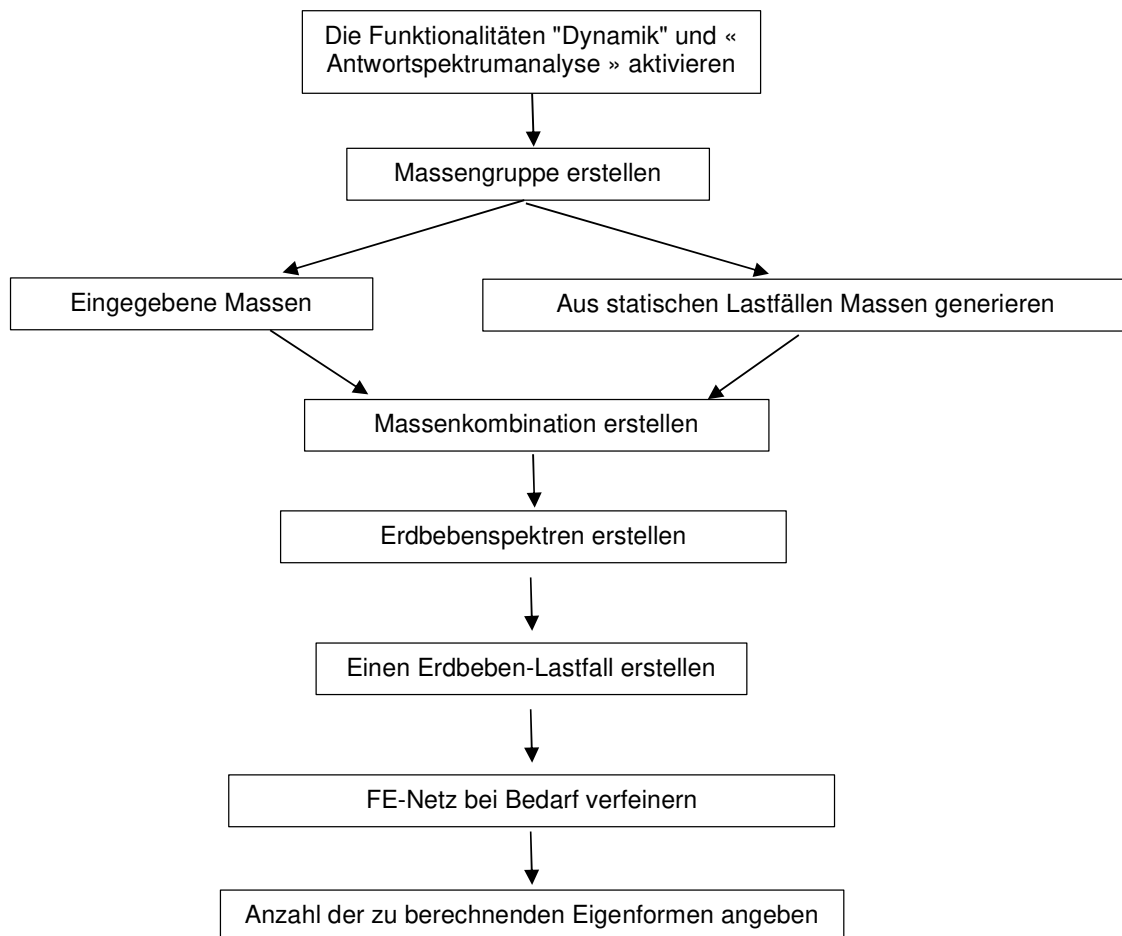 Die Funktionalitäten "Dynamik" und «
Antwortspektrumanalyse » aktivieren
Massengruppe erstellen
Eingegebene Massen
Aus statischen Lastfällen Massen generieren
Massenkombination erstellen
Erdbebenspektren erstellen
Einen Erdbeben-Lastfall erstellen
FE-Netz bei Bedarf verfeinern
Anzahl der zu berechnenden Eigenformen angeben